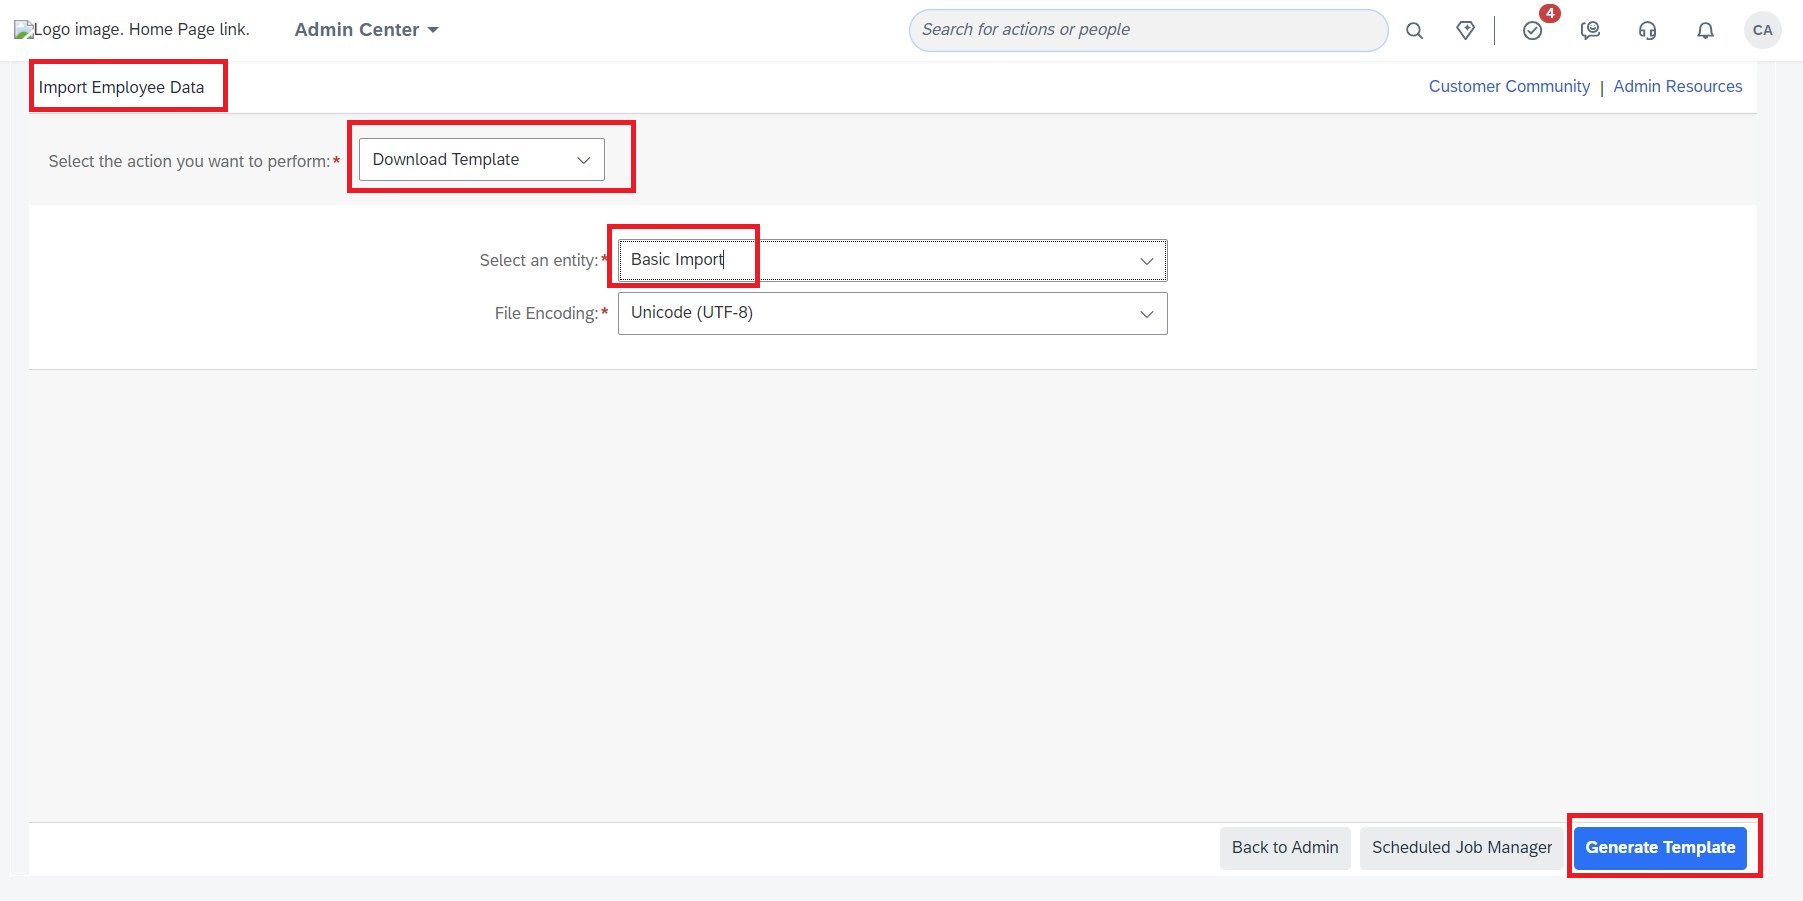 Logo image. Home Page link.
Admin Center
Search for actions or people
4
CA
Import Employee Data
Customer Community | Admin Resources
Select the action you want to perform:* Download Template
Select an entity:* Basic Import
File Encoding:* Unicode (UTF-8)
Back to Admin
Scheduled Job Manager
Generate Template